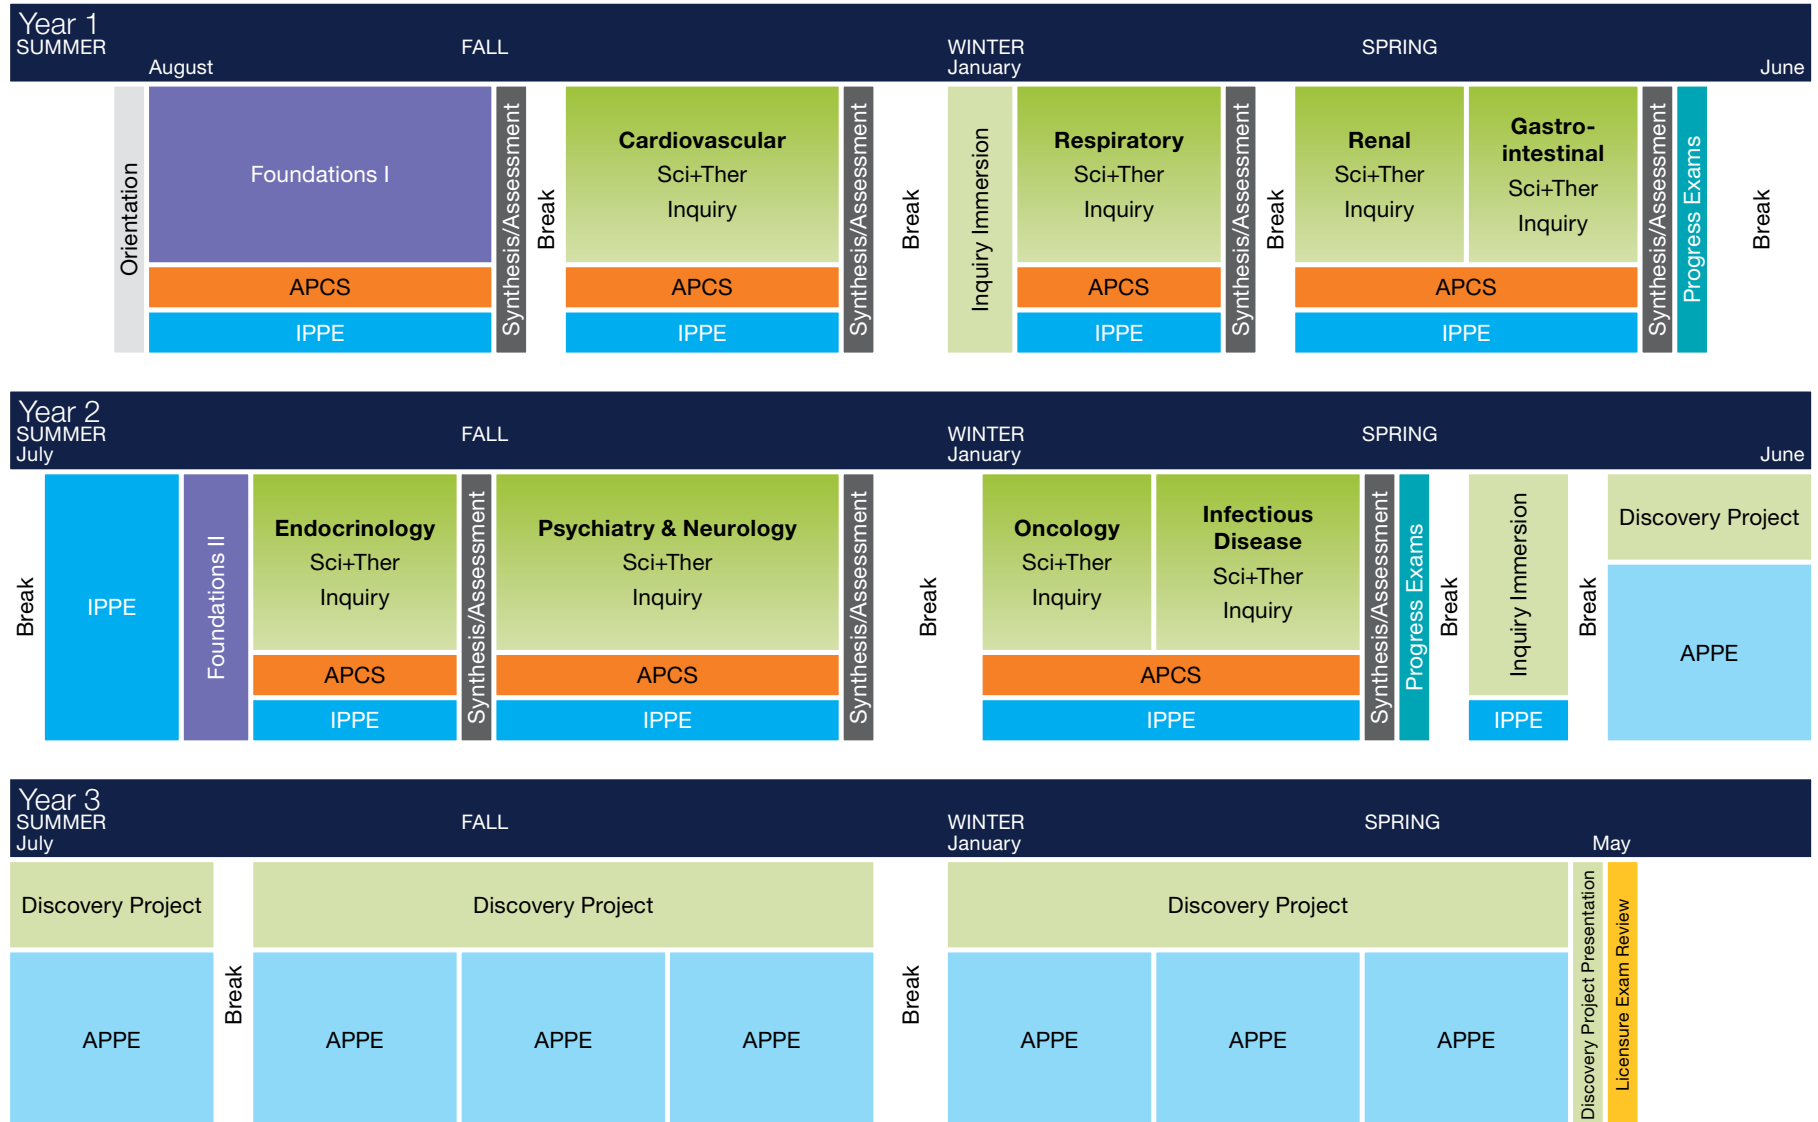 Year 1
SUMMER
FALL
WINTER
SPRING
August
January
June
Orientation
Foundations I
APCS
IPPE
Synthesis/Assessment
Break
Cardiovascular
Sci+Ther
Inquiry
APCS
IPPE
Synthesis/Assessment
Break
Inquiry Immersion
Respiratory
Sci+Ther
Inquiry
APCS
IPPE
Synthesis/Assessment
Break
Renal
Sci+Ther
Inquiry
Gastro-
intestinal
Sci+Ther
Inquiry
APCS
IPPE
Synthesis/Assessment
Progress Exams
Break
Year 2
SUMMER
FALL
WINTER
SPRING
July
January
June
Break
IPPE
Foundations II
Endocrinology
Sci+Ther
Inquiry
APCS
IPPE
Synthesis/Assessment
Psychiatry & Neurology
Sci+Ther
Inquiry
APCS
IPPE
Synthesis/Assessment
Break
Oncology
Sci+Ther
Inquiry
Infectious
Disease
Sci+Ther
Inquiry
APCS
IPPE
Synthesis/Assessment
Progress Exams
Break
Inquiry Immersion
IPPE
Break
Discovery Project
APPE
Year 3
SUMMER
FALL
WINTER
SPRING
July
January
May
Discovery Project
APPE
Break
Discovery Project
APPE
APPE
APPE
Break
Discovery Project
APPE
APPE
APPE
Discovery Project Presentation
Licensure Exam Review